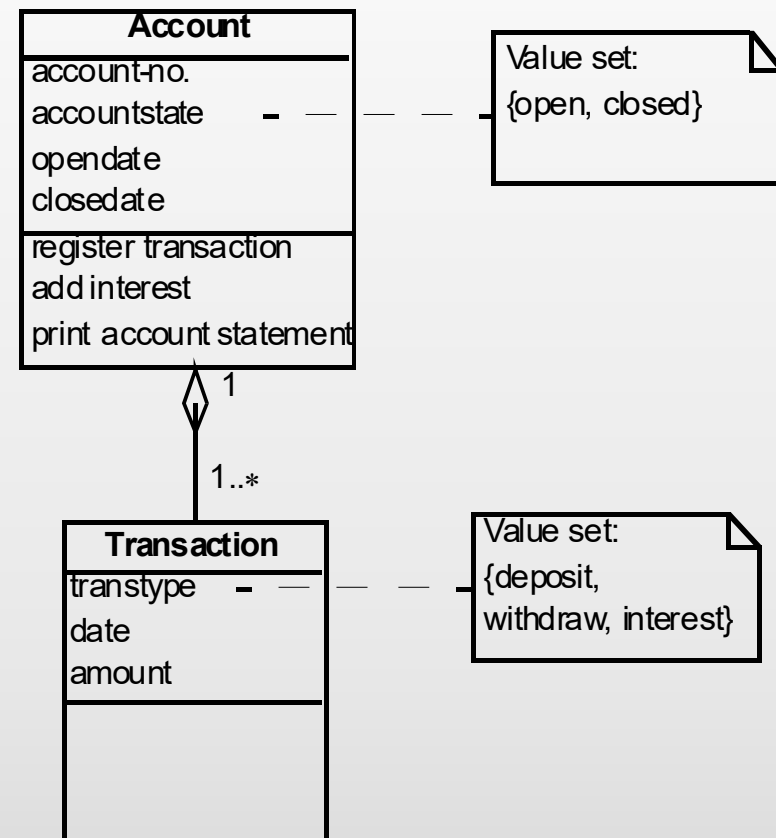 Account
account-no.
accountstate
opendate
closedate
register transaction
add interest
print account statement
Value set:
{open, closed}
1
1..*
Transaction
transtype
date
amount
Value set:
{deposit,
withdraw, interest}